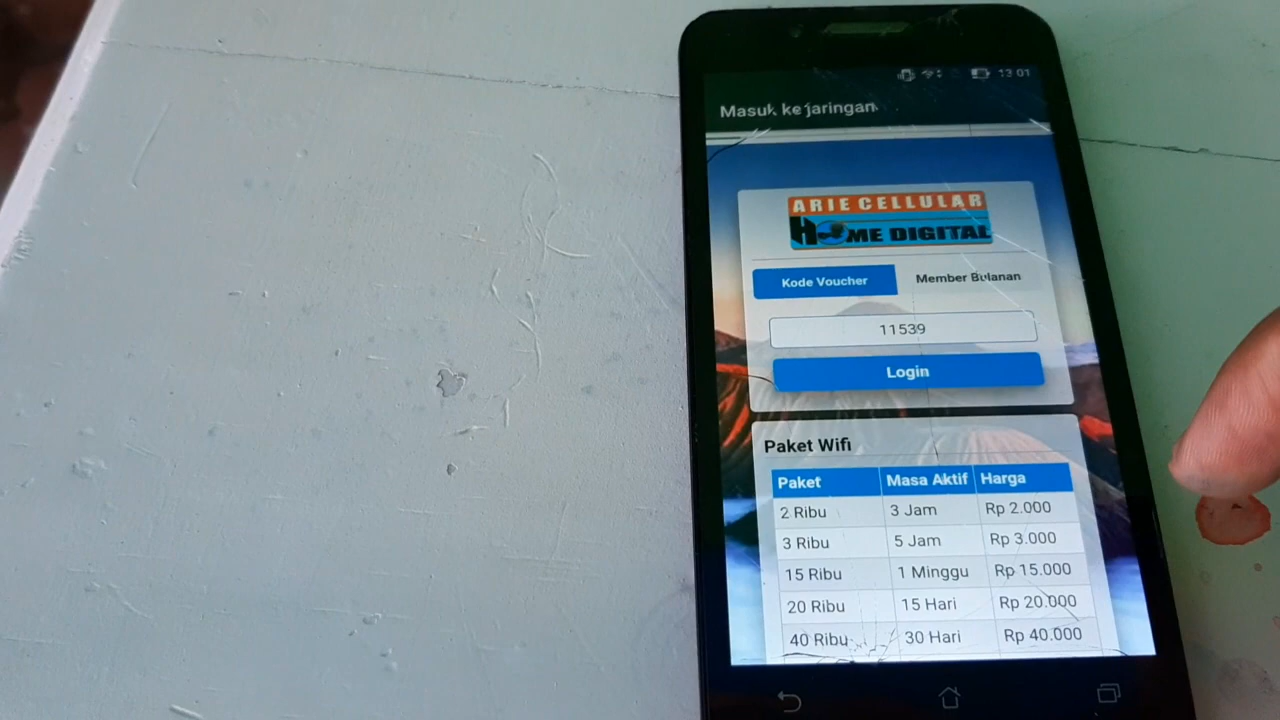 13 01
Masuk ke jaringan
ARIE CELLULAR
HOME DIGITAL
Kode Voucher
Member Bulanan
11539
Login
Paket Wifi
Paket Masa Aktif Harga
2 Ribu 3 Jam Rp 2.000
3 Ribu 5 Jam Rp 3.000
15 Ribu 1 Minggu Rp 15.000
20 Ribu 15 Hari Rp 20.000
40 Ribu 30 Hari Rp 40.000